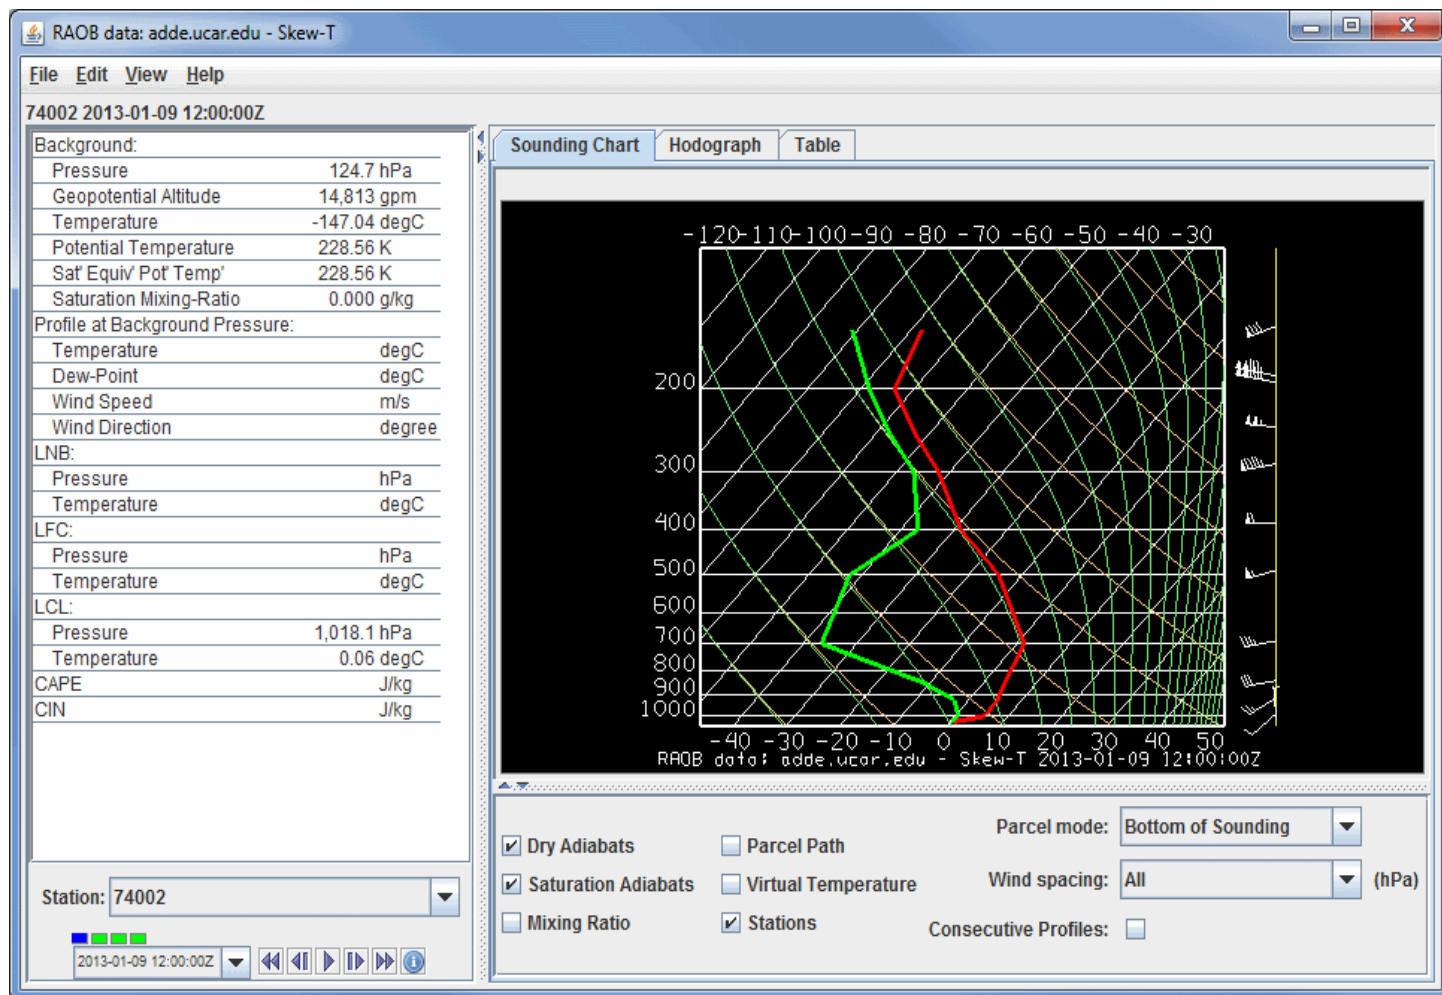 RAOB data: adde.ucar.edu - Skew-T
File Edit View Help
74002 2013-01-09 12:00:00Z
Background:
Pressure 124.7 hPa
Geopotential Altitude 14,813 gpm
Temperature -147.04 degC
Potential Temperature 228.56 K
Sat' Equiv' Pot' Temp' 228.56 K
Saturation Mixing-Ratio 0.000 g/kg
Profile at Background Pressure:
Temperature degC
Dew-Point degC
Wind Speed m/s
Wind Direction degree
LNB:
Pressure hPa
Temperature degC
LFC:
Pressure hPa
Temperature degC
LCL:
Pressure 1,018.1 hPa
Temperature 0.06 degC
CAPE J/kg
CIN J/kg
Station: 74002
2013-01-09 12:00:00Z
Sounding Chart Hodograph Table
-120 -110 -100 -90 -80 -70 -60 -50 -40 -30
200
300
400
500
600
700
800
900
1000
-40 -30 -20 -10 0 10 20 30 40 50
RAOB data: adde.ucar.edu - Skew-T 2013-01-09 12:00:00Z
Dry Adiabats Parcel Path Parcel mode: Bottom of Sounding
Saturation Adiabats Virtual Temperature Wind spacing: All (hPa)
Mixing Ratio Stations Consecutive Profiles: